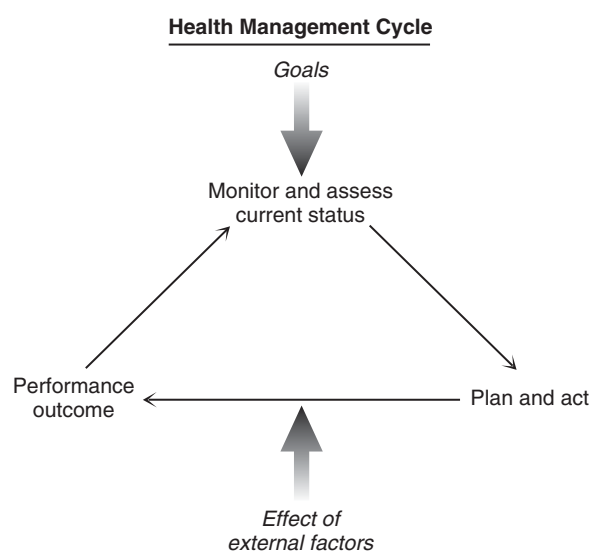 Health Management Cycle
Goals
Monitor and assess
current status
Performance
outcome
Plan and act
Effect of
external factors